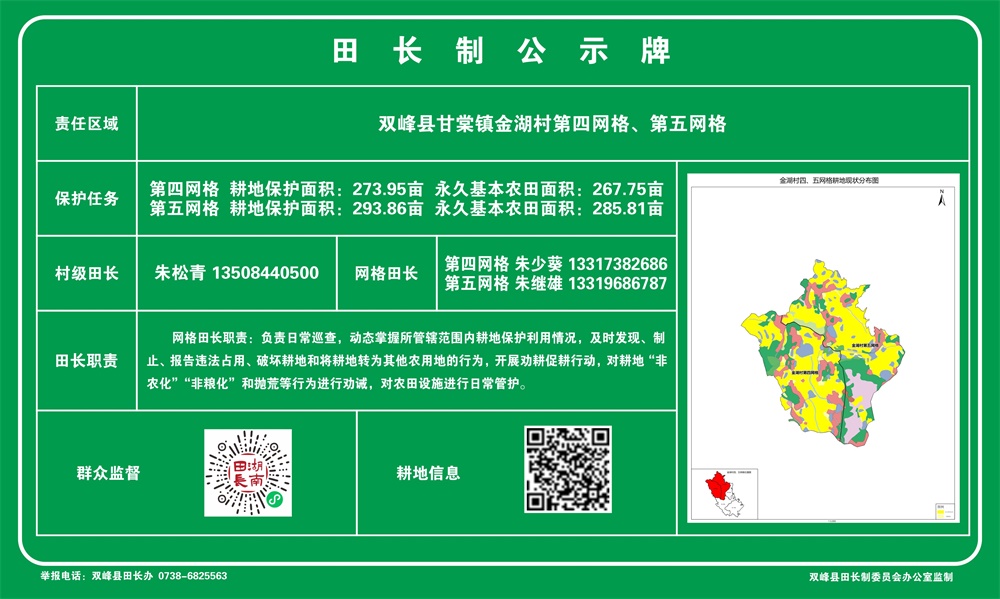 田长制公示牌
责任区域
双峰县甘棠镇金湖村第四网格、第五网格
保护任务
第四网格 耕地保护面积：273.95亩 永久基本农田面积：267.75亩
第五网格 耕地保护面积：293.86亩 永久基本农田面积：285.81亩
村级田长
朱松青 13508440500
网格田长
第四网格 朱少葵 13317382686
第五网格 朱继雄 13319686787
田长职责
网格田长职责：负责日常巡查，动态掌握所管辖范围内耕地保护利用情况，及时发现、制
止、报告违法占用、破坏耕地和将耕地转为其他农用地的行为，开展劝耕促耕行动，对耕地“非
农化”“非粮化”和抛荒等行为进行劝诫，对农田设施进行日常管护。
群众监督
湖南
田長
耕地信息
金湖村四、五网格耕地现状分布图
N
金湖村第五网格
金湖村第四网格
举报电话：双峰县田长办 0738-6825563
双峰县田长制委员会办公室监制